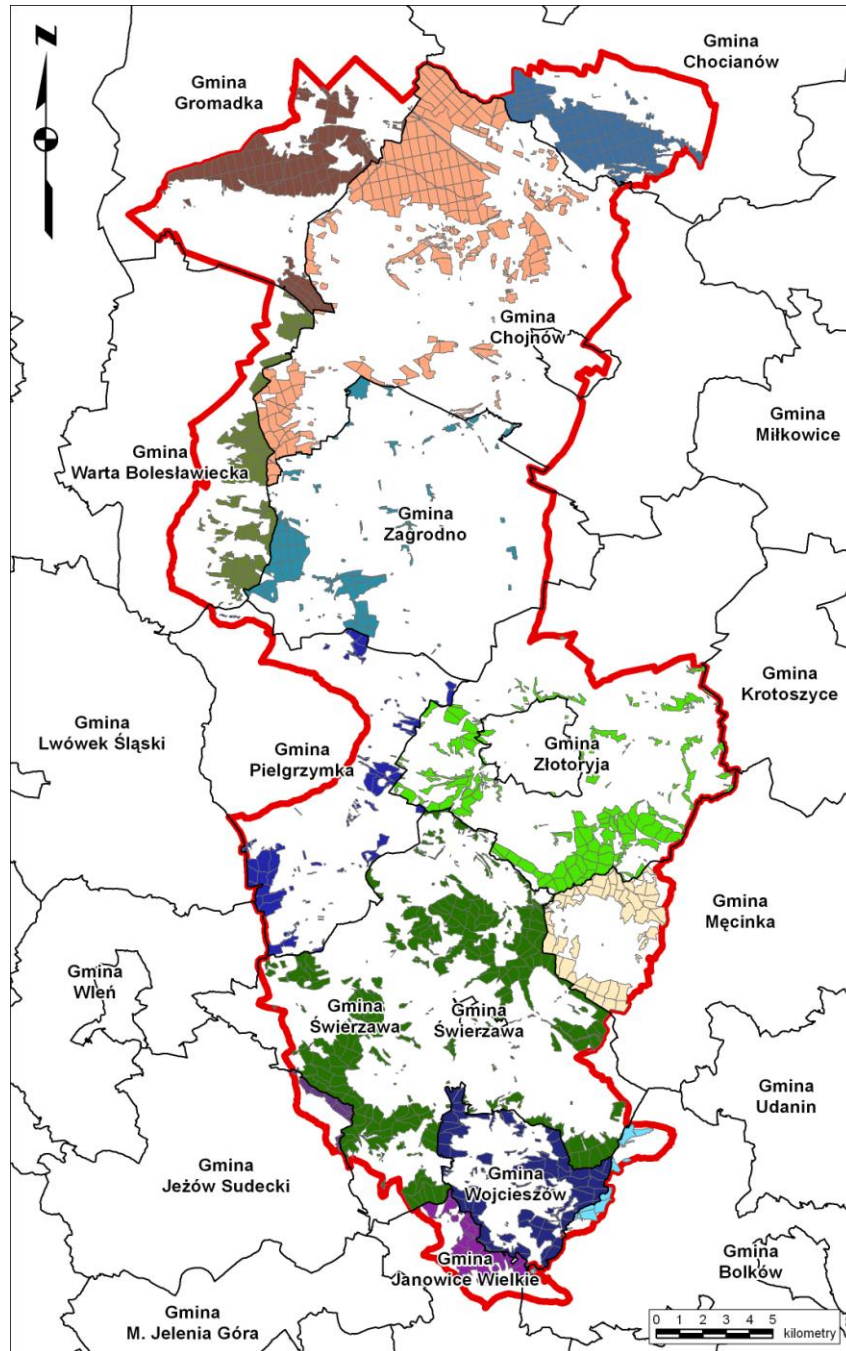 Z
Gmina
Chocianów
Gmina
Gromadka
Gmina
Chojnów
Gmina
Miłkowice
Gmina
Warta Bolesławiecka
Gmina
Zagrodno
Gmina
Krotoszyce
Gmina
Lwówek Śląski
Gmina
Pielgrzymka
Gmina
Złotoryja
Gmina
Męcinka
Gmina
Wleń
Gmina
Świerzawa
Gmina
Świerzawa
Gmina
Udanin
Gmina
Jeżów Sudecki
Gmina
Wojcieszów
Gmina
Janowice Wielkie
Gmina
Bolków
Gmina
M. Jelenia Góra
0 1 2 3 4 5
kilometry